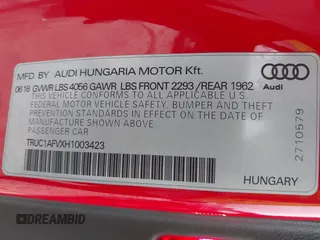 MFD. BY AUDI HUNGARIA MOTOR Kft.
06/16 GVWR LBS 4056 GAWR LBS FRONT 2293 /REAR 1962
THIS VEHICLE CONFORMS TO ALL APPLICABLE U.S.
FEDERAL MOTOR VEHICLE SAFETY, BUMPER AND THEFT
PREVENTION STANDARDS IN EFFECT ON THE DATE OF
MANUFACTURE SHOWN ABOVE.
PASSENGER CAR
TRUC1AFVXH1003423
Audi
2710579
HUNGARY
DREAMBID